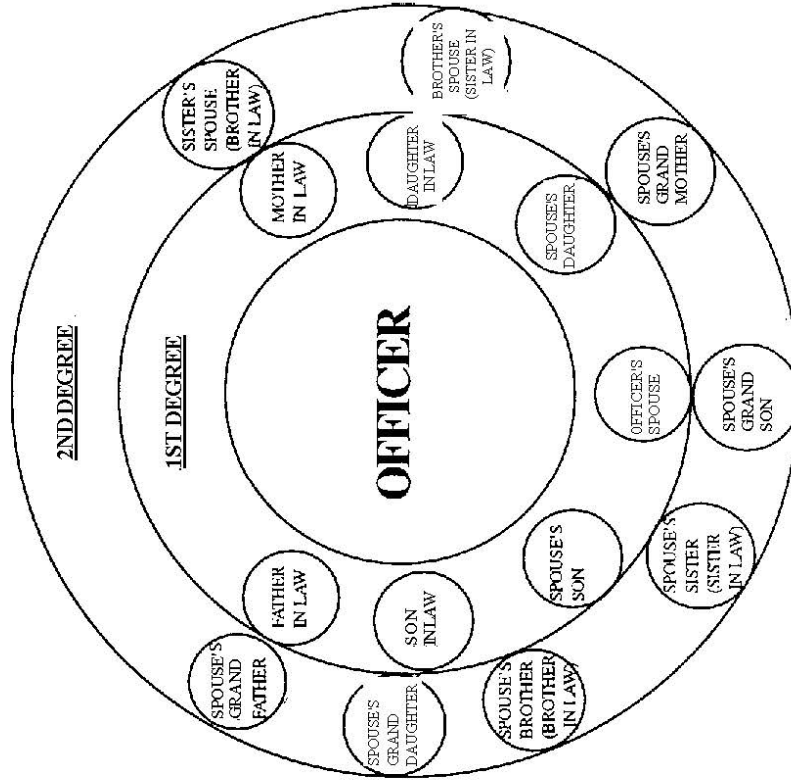 2ND DEGREE
1ST DEGREE
SPOUSE'S
GRAND
FATHER
SISTER'S
SPOUSE
(BROTHER
IN LAW)
FATHER
IN LAW
MOTHER
IN LAW
SPOUSE'S
GRAND
DAUGHTER
SON
IN LAW
OFFICER
DAUGHTER
IN LAW
BROTHER'S
SPOUSE
(SISTER IN
LAW)
SPOUSE'S
BROTHER
(BROTHER
IN LAW)
SPOUSE'S
SON
SPOUSE'S
DAUGHTER
OFFICER'S
SPOUSE
SPOUSE'S
GRAND
MOTHER
SPOUSE'S
SISTER
(SISTER
IN LAW)
SPOUSE'S
GRAND
SON